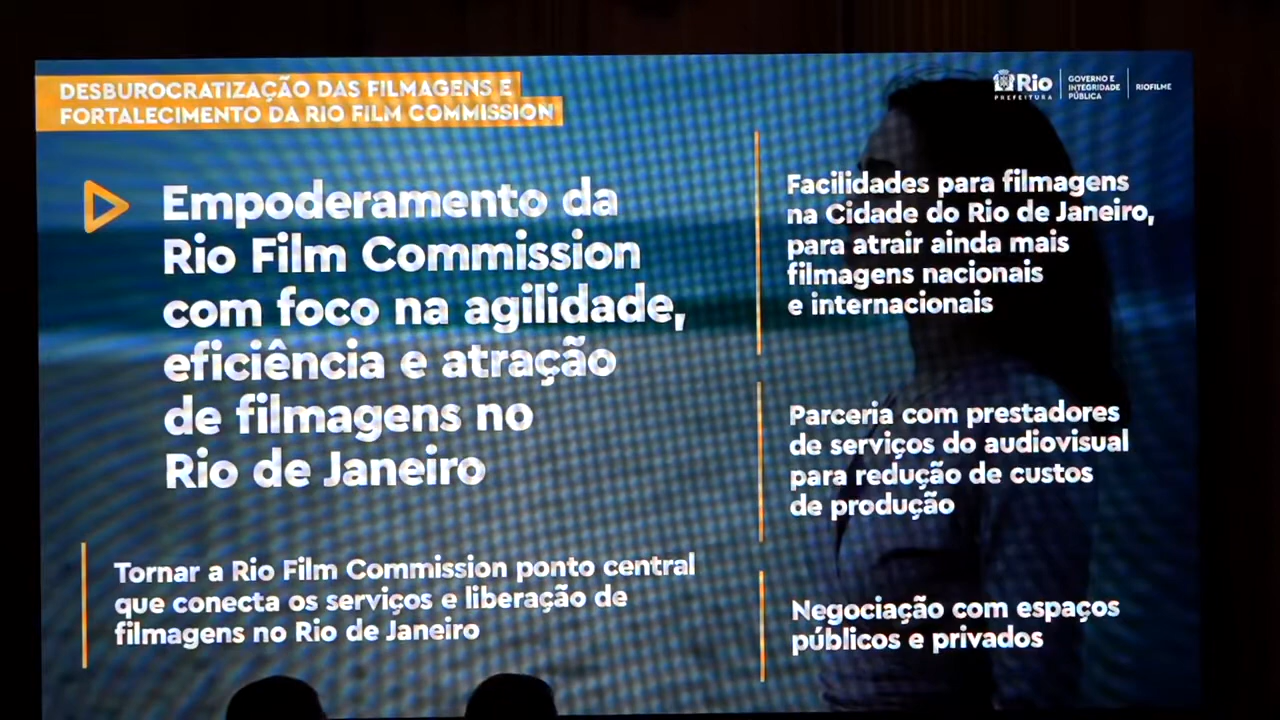 DESBUROCRATIZAÇÃO DAS FILMAGENS E
FORTALECIMENTO DA RIO FILM COMMISSION
Rio
PREFEITURA
GOVERNO E
INTEGRIDADE
PÚBLICA
RIOFILME
Empoderamento da
Rio Film Commission
com foco na agilidade,
eficiência e atração
de filmagens no
Rio de Janeiro
Tornar a Rio Film Commission ponto central
que conecta os serviços e liberação de
filmagens no Rio de Janeiro
Facilidades para filmagens
na Cidade do Rio de Janeiro,
para atrair ainda mais
filmagens nacionais
e internacionais
Parceria com prestadores
de serviços do audiovisual
para redução de custos
de produção
Negociação com espaços
públicos e privados